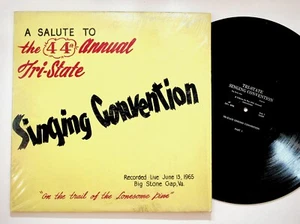 A SALUTE TO
the 44th annual
Tri-State
Singing Convention
Recorded Live June 13, 1965
Big Stone Gap, Va.
"On the trail of the Lonesome Pine"
TRI-STATE
SINGING CONVENTION